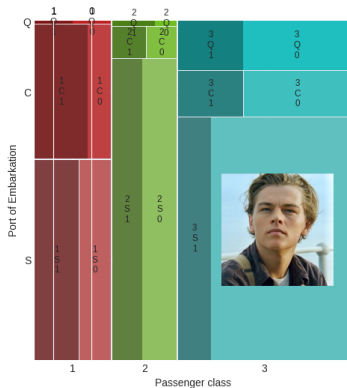 1 1 2 2
Q Q Q Q
1 0 1 0
Q
2 2
C C
1 0
3 3
Q Q
1 0
1 1
C C
1 0
3 3
C C
1 0
C
2 2
S S
1 0
3
S
1
1 1
S S
1 0
S
Port of Embarkation
1 2 3
Passenger class